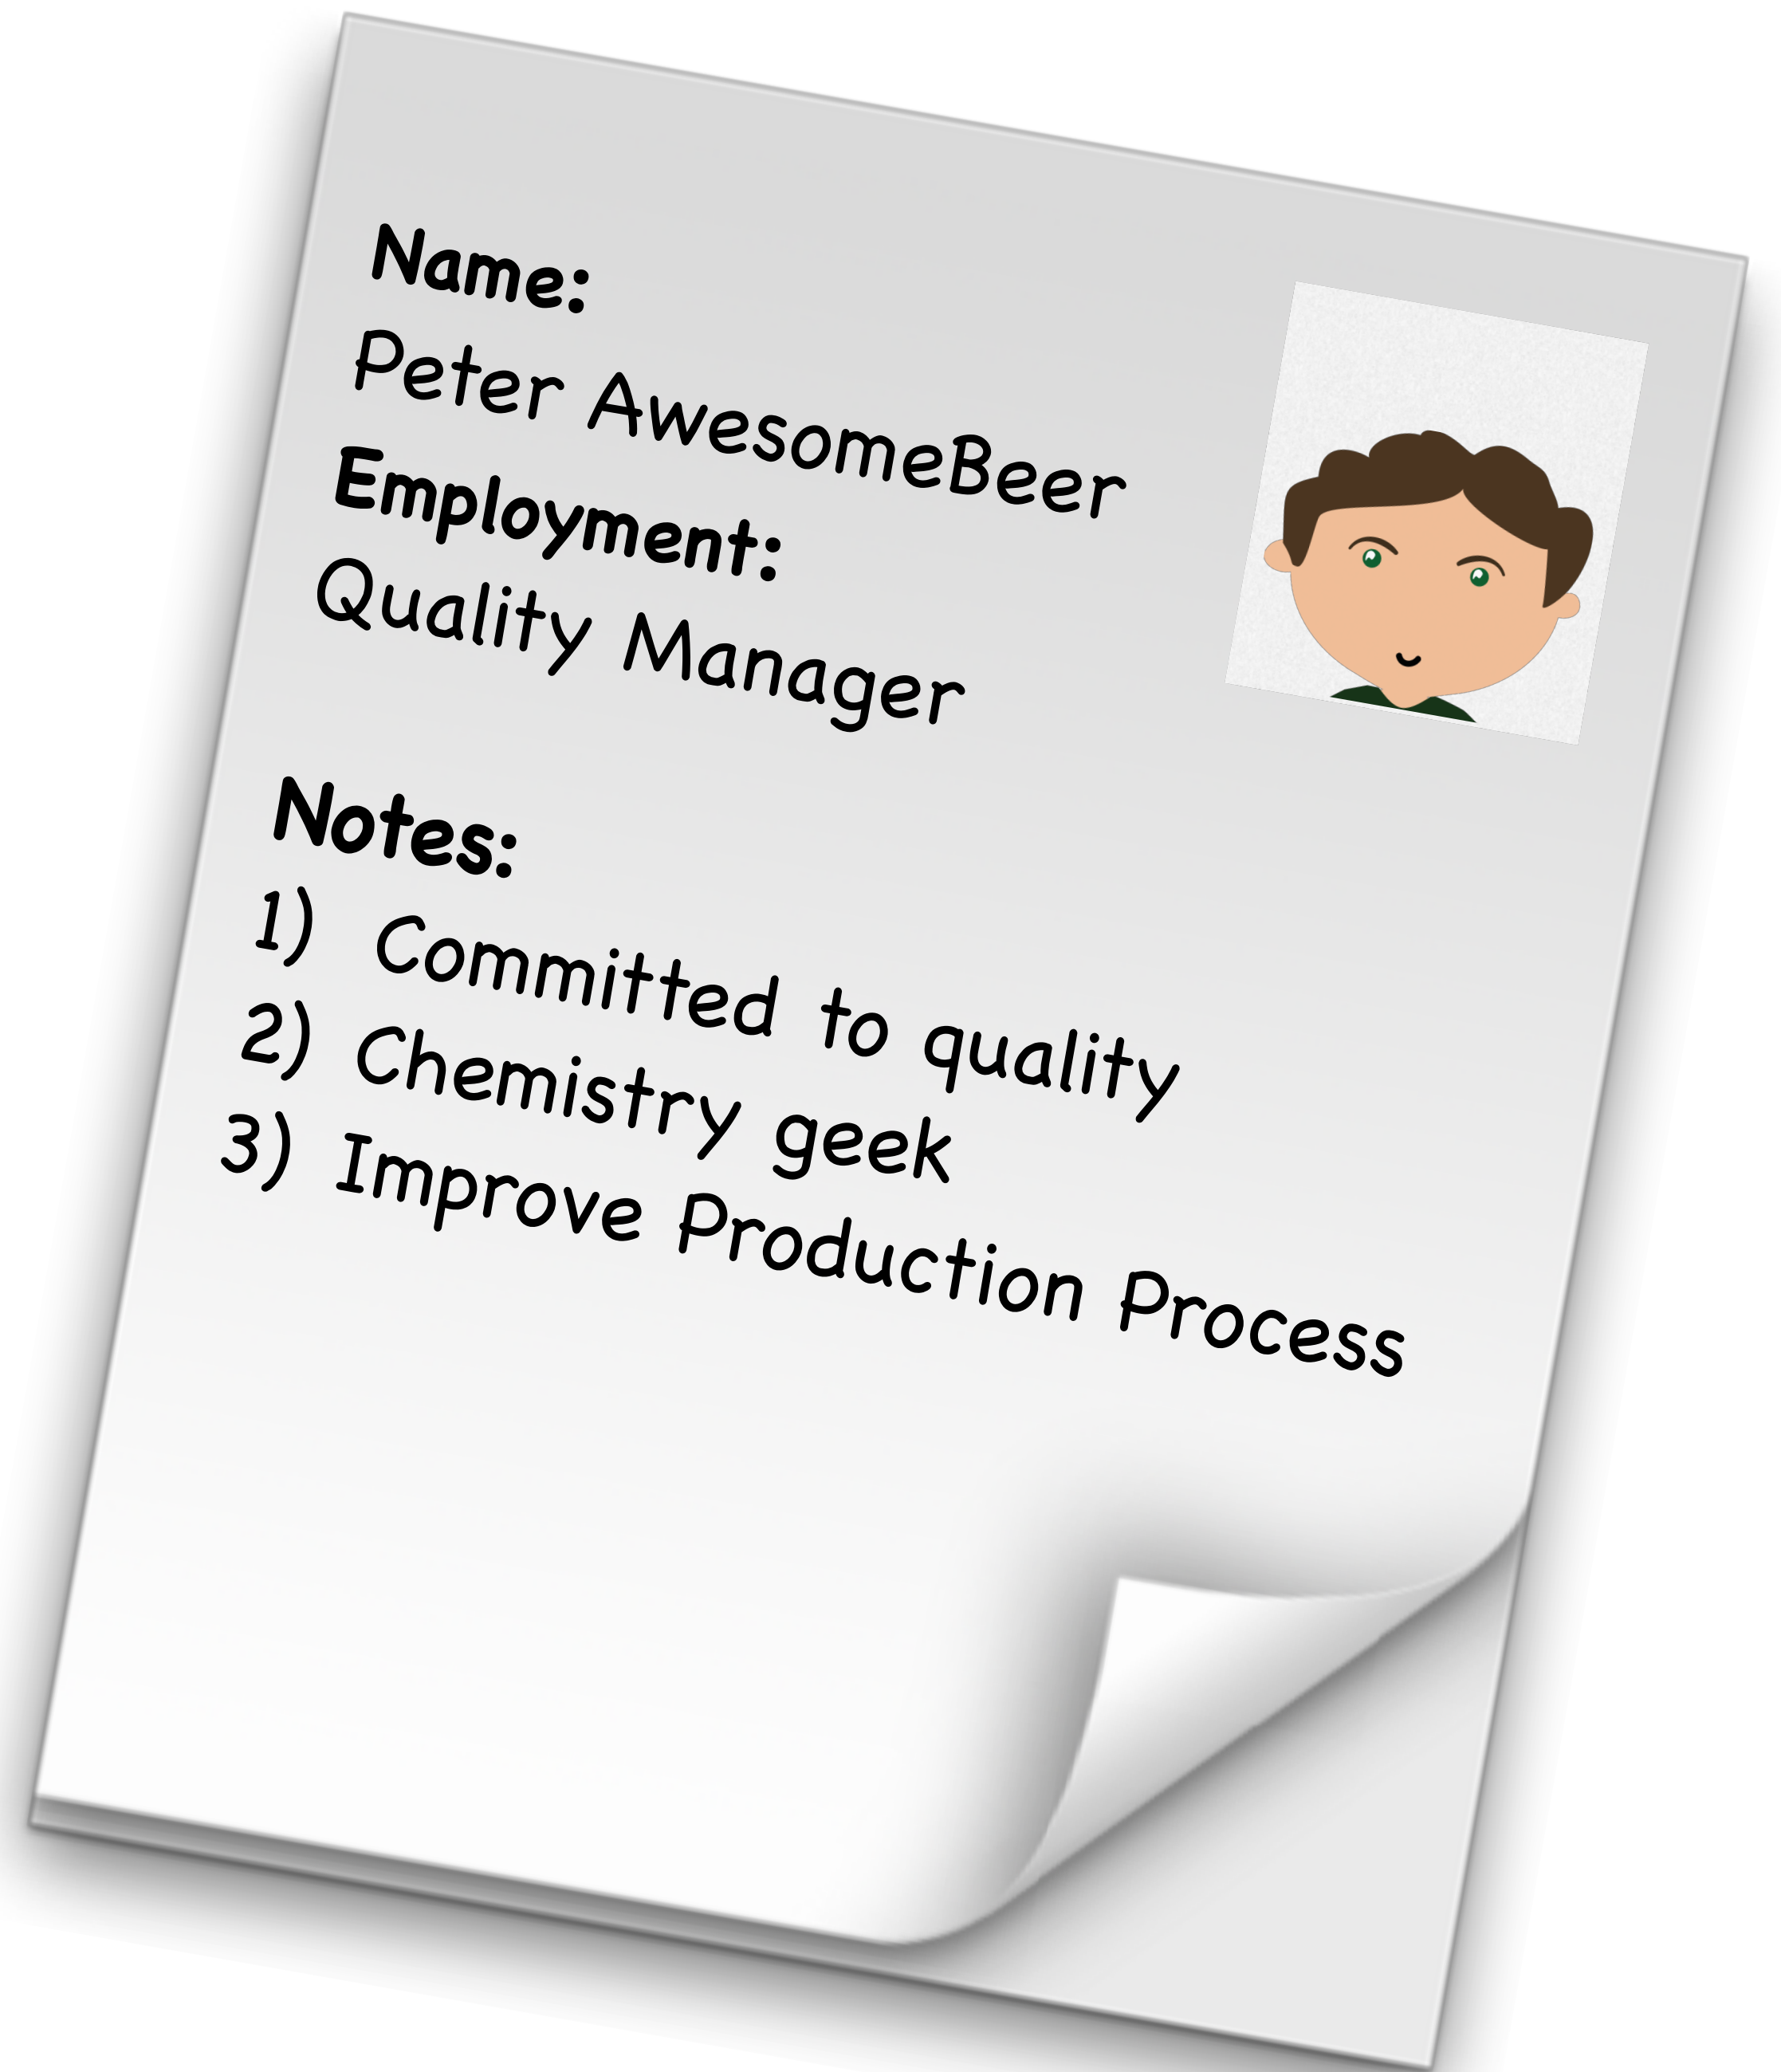 Name:
Peter AwesomeBeer
Employment:
Quality Manager
Notes:
1) Committed to quality
2) Chemistry geek
3) Improve Production Process